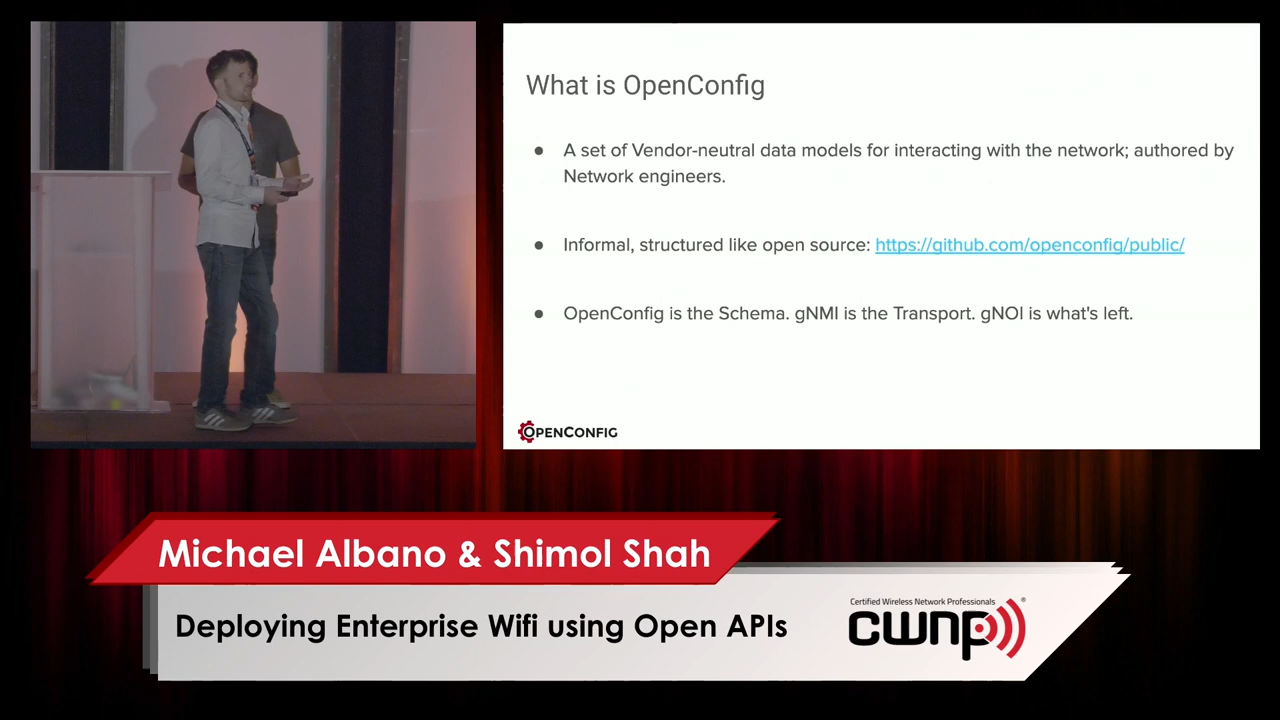 What is OpenConfig
● A set of Vendor-neutral data models for interacting with the network; authored by
Network engineers.
● Informal, structured like open source: https://github.com/openconfig/public/
● OpenConfig is the Schema. gNMI is the Transport. gNOI is what's left.
OPENCONFIG
Michael Albano & Shimol Shah
Deploying Enterprise Wifi using Open APIs
Certified Wireless Network Professionals
®
cwnp